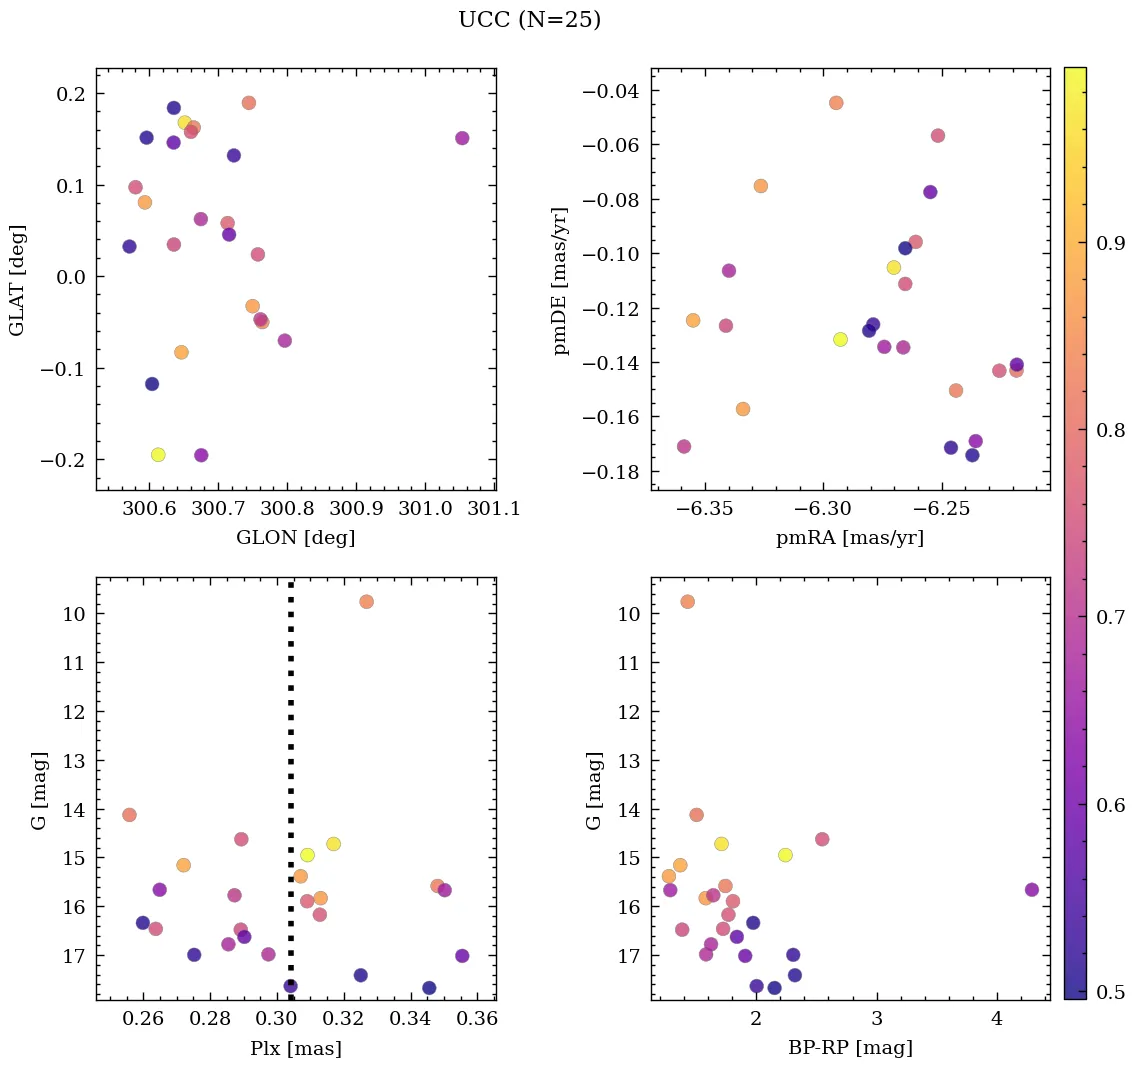 UCC (N=25)
0.2
0.1
0.0
−0.1
−0.2
GLAT [deg]
300.6 300.7 300.8 300.9 301.0 301.1
GLON [deg]
−0.04
−0.06
−0.08
−0.10
−0.12
−0.14
−0.16
−0.18
pmDE [mas/yr]
−6.35 −6.30 −6.25
pmRA [mas/yr]
0.9
0.8
0.7
0.6
0.5
10
11
12
13
14
15
16
17
G [mag]
0.26 0.28 0.30 0.32 0.34 0.36
Plx [mas]
10
11
12
13
14
15
16
17
G [mag]
2 3 4
BP-RP [mag]